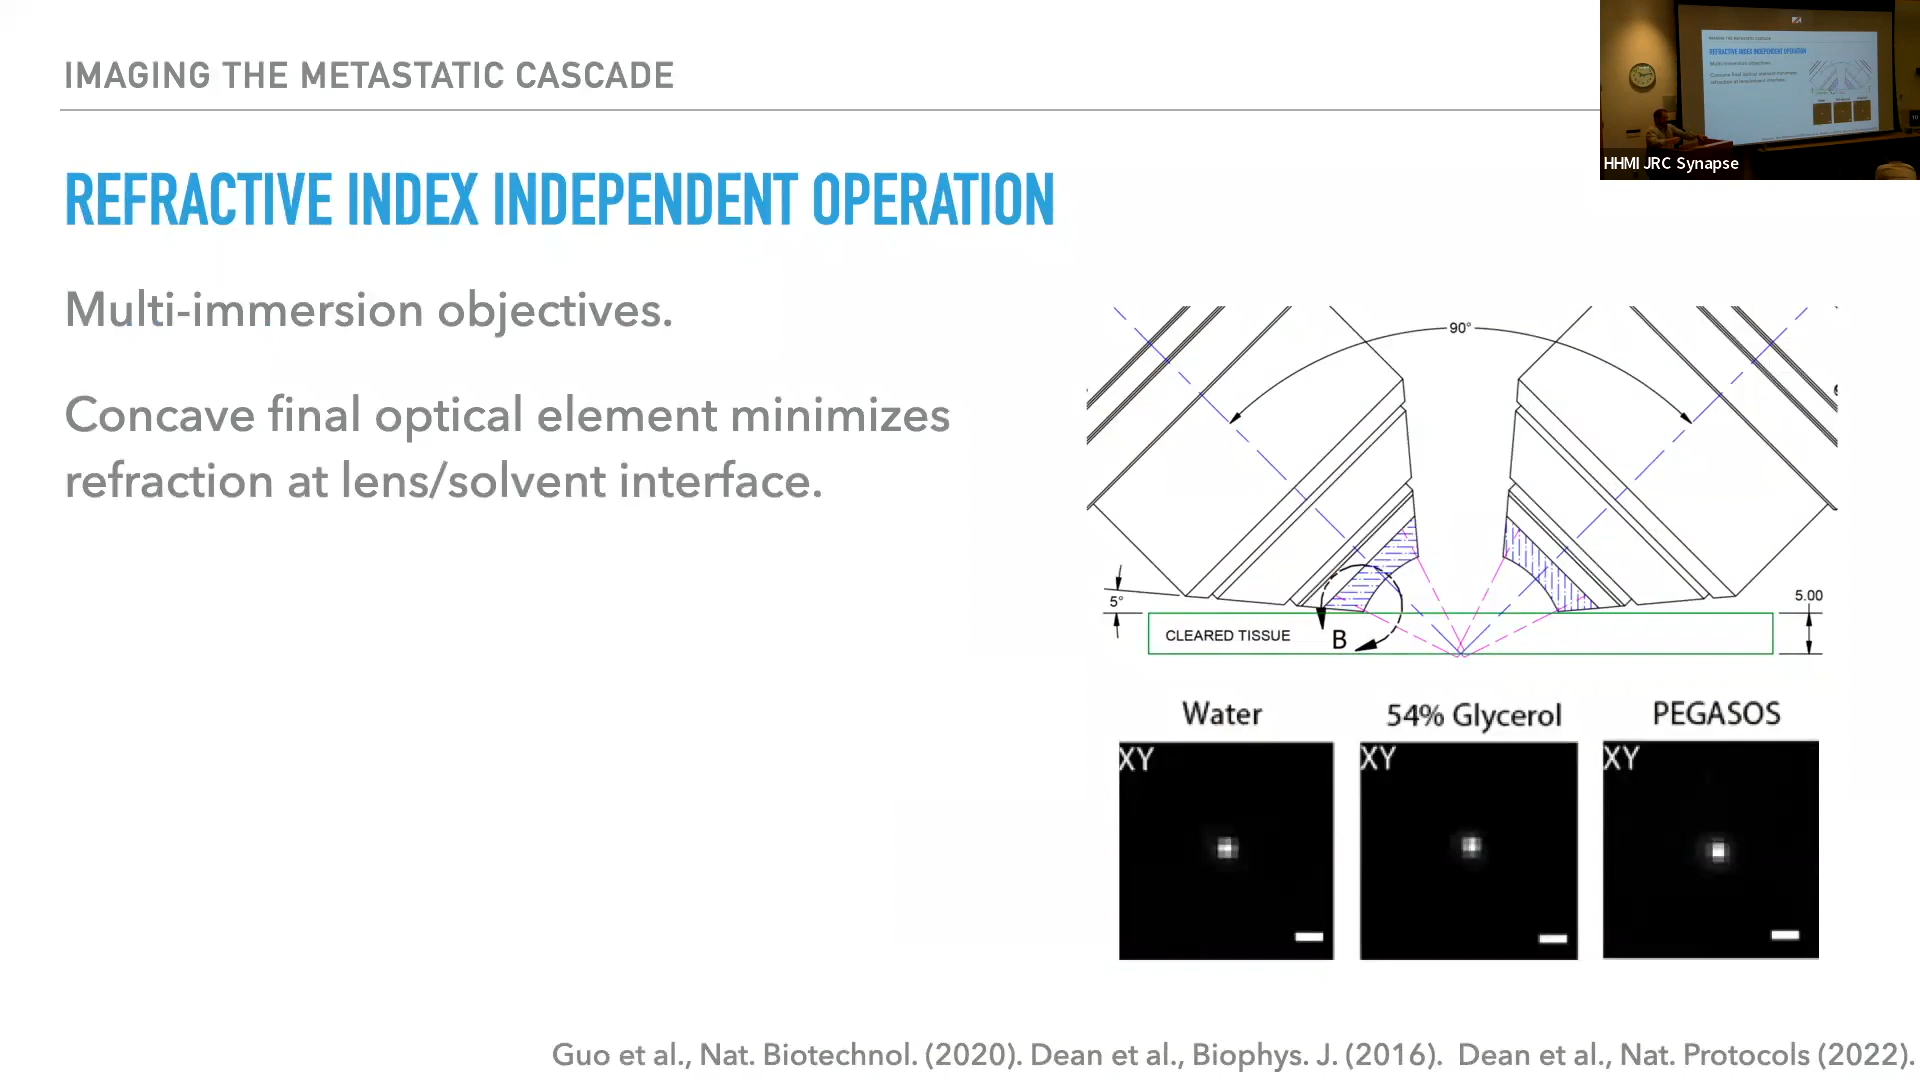 IMAGING THE METASTATIC CASCADE
HHMI JRC Synapse
REFRACTIVE INDEX INDEPENDENT OPERATION
Multi-immersion objectives.
Concave final optical element minimizes
refraction at lens/solvent interface.
90°
5°
5.00
CLEARED TISSUE
B
Water
54% Glycerol
PEGASOS
XY
XY
XY
Guo et al., Nat. Biotechnol. (2020). Dean et al., Biophys. J. (2016). Dean et al., Nat. Protocols (2022).